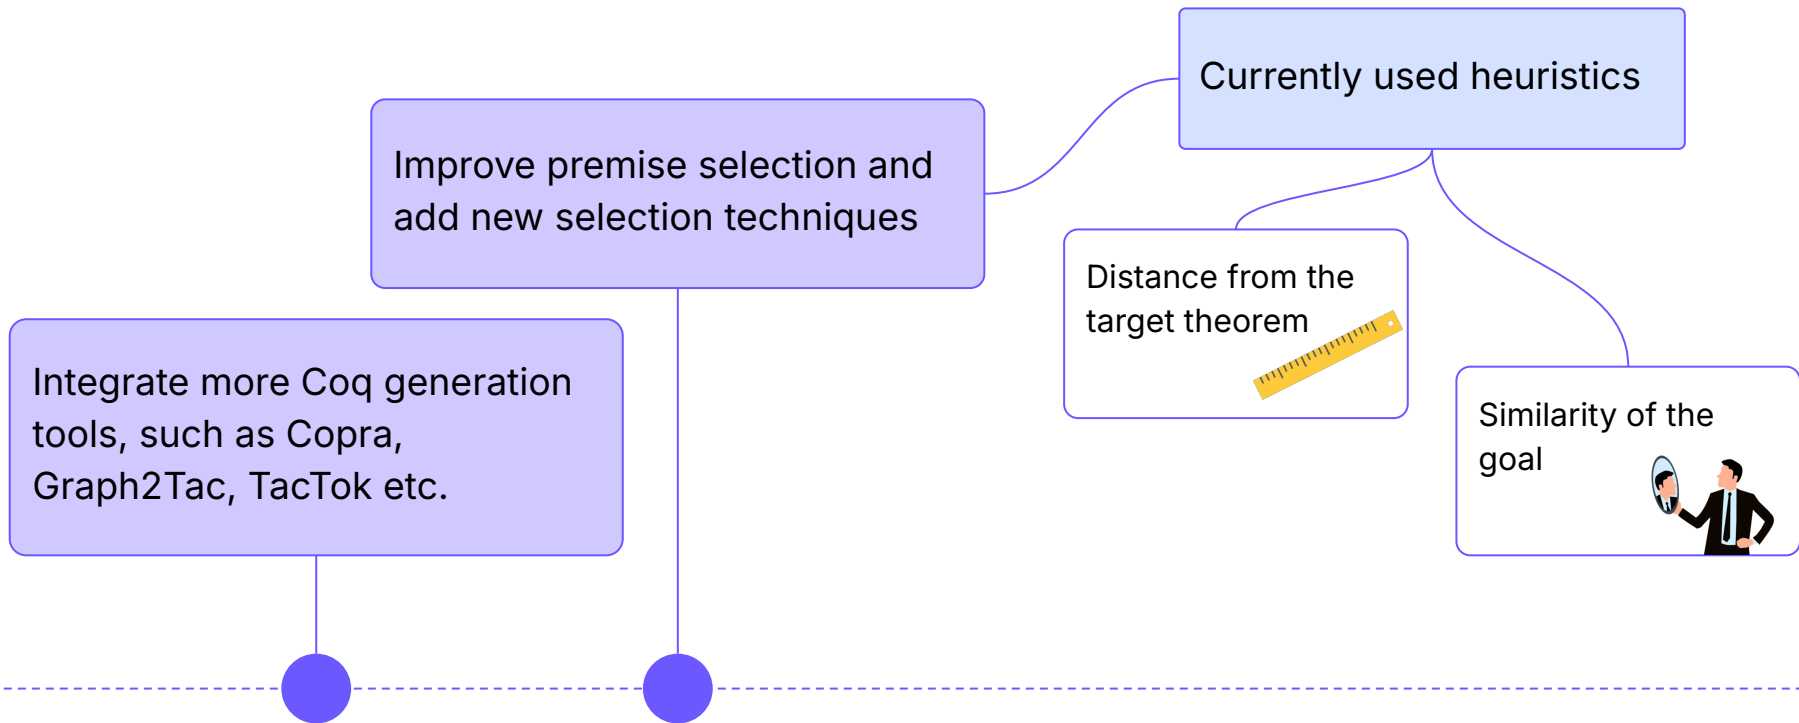 Currently used heuristics
Improve premise selection and
add new selection techniques
Distance from the
target theorem
Integrate more Coq generation
tools, such as Copra,
Graph2Tac, TacTok etc.
Similarity of the
goal